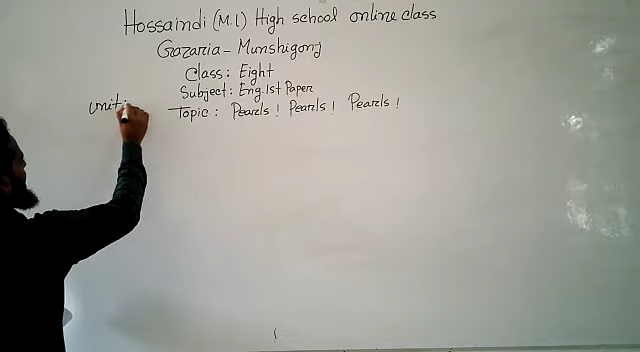 Hossaindi (M.L) High school online class
Gazaria - Munshigonj
Class: Eight
Subject: Eng. 1st Paper
Unit:
Topic: Pearls! Pearls! Pearls!